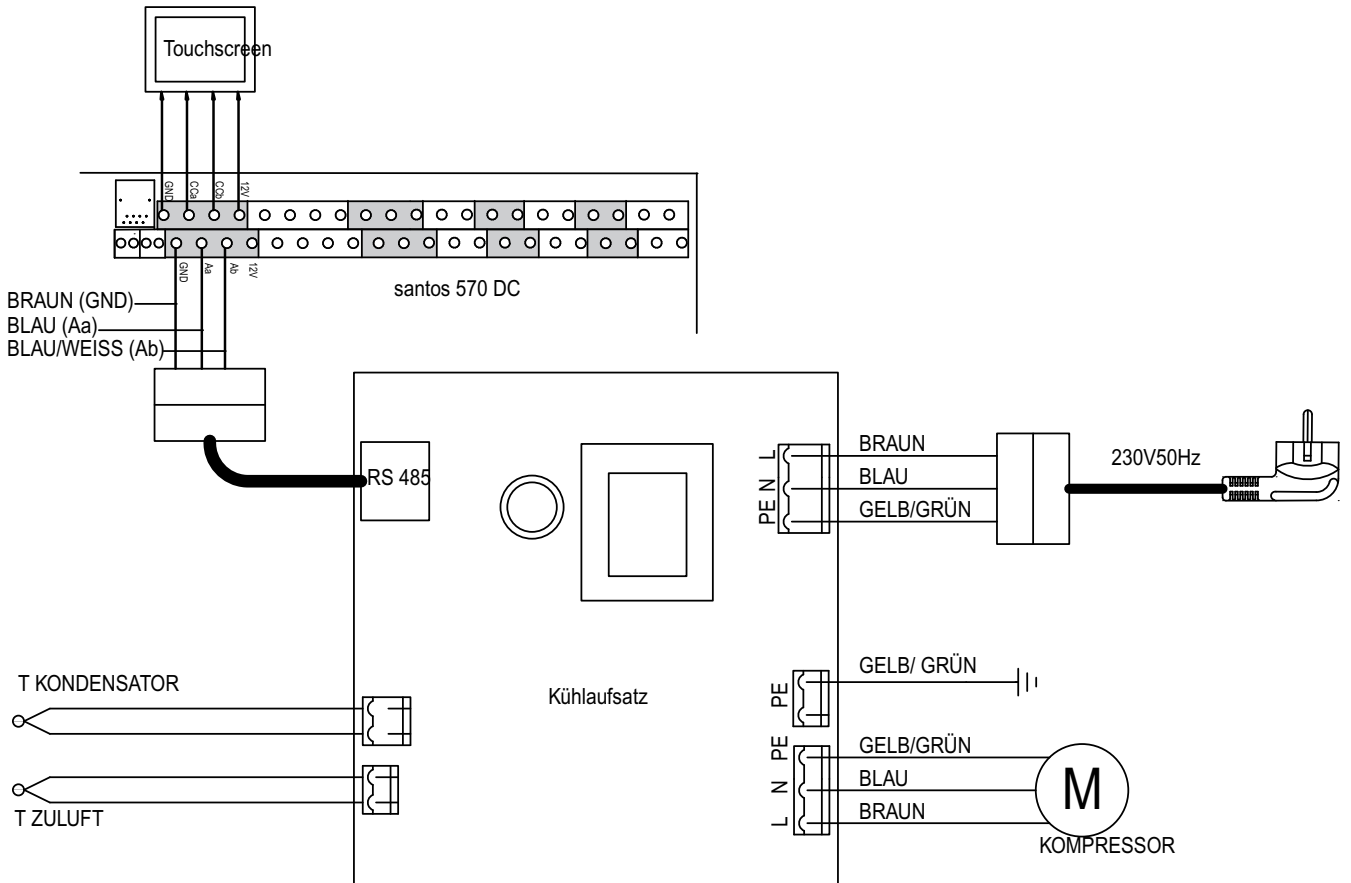 Touchscreen
GND
CCa
CCb
12V
GND
Aa
Ab
12V
santos 570 DC
BRAUN (GND)
BLAU (Aa)
BLAU/WEISS (Ab)
RS 485
L
N
PE
BRAUN
BLAU
GELB/GRÜN
230V50Hz
T KONDENSATOR
T ZULUFT
Kühlaufsatz
PE
GELB/ GRÜN
PE
N
L
GELB/GRÜN
BLAU
BRAUN
M
KOMPRESSOR